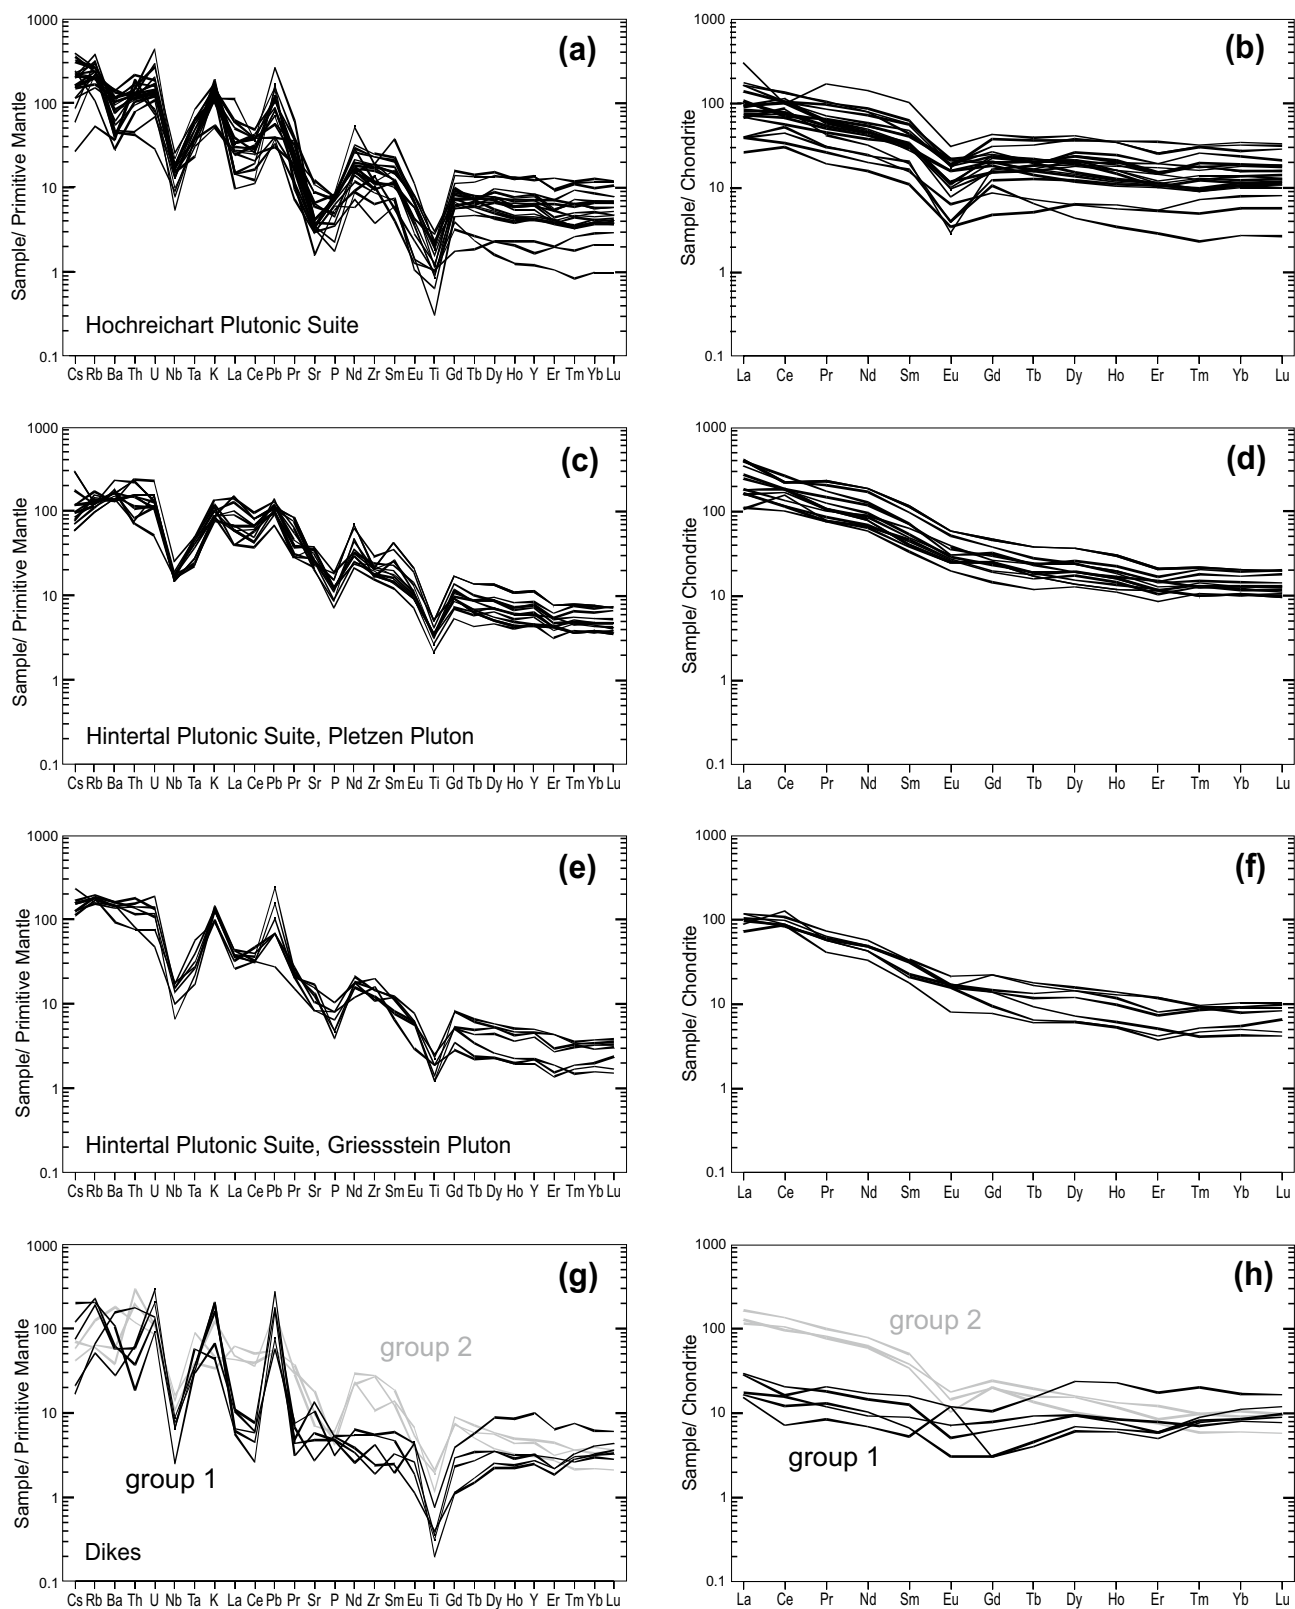 1000
100
10
1
0.1
Sample/ Primitive Mantle
(a)
Hochreichart Plutonic Suite
Cs Rb Ba Th U Nb Ta K La Ce Pb Pr Sr P Nd Zr Sm Eu Ti Gd Tb Dy Ho Y Er Tm Yb Lu
1000
100
10
1
0.1
Sample/ Chondrite
(b)
La Ce Pr Nd Sm Eu Gd Tb Dy Ho Er Tm Yb Lu
1000
100
10
1
0.1
Sample/ Primitive Mantle
(c)
Hintertal Plutonic Suite, Pletzen Pluton
Cs Rb Ba Th U Nb Ta K La Ce Pb Pr Sr P Nd Zr Sm Eu Ti Gd Tb Dy Ho Y Er Tm Yb Lu
1000
100
10
1
0.1
Sample/ Chondrite
(d)
La Ce Pr Nd Sm Eu Gd Tb Dy Ho Er Tm Yb Lu
1000
100
10
1
0.1
Sample/ Primitive Mantle
(e)
Hintertal Plutonic Suite, Griessstein Pluton
Cs Rb Ba Th U Nb Ta K La Ce Pb Pr Sr P Nd Zr Sm Eu Ti Gd Tb Dy Ho Y Er Tm Yb Lu
1000
100
10
1
0.1
Sample/ Chondrite
(f)
La Ce Pr Nd Sm Eu Gd Tb Dy Ho Er Tm Yb Lu
1000
100
10
1
0.1
Sample/ Primitive Mantle
(g)
group 2
group 1
Dikes
Cs Rb Ba Th U Nb Ta K La Ce Pb Pr Sr P Nd Zr Sm Eu Ti Gd Tb Dy Ho Y Er Tm Yb Lu
1000
100
10
1
0.1
Sample/ Chondrite
(h)
group 2
group 1
La Ce Pr Nd Sm Eu Gd Tb Dy Ho Er Tm Yb Lu